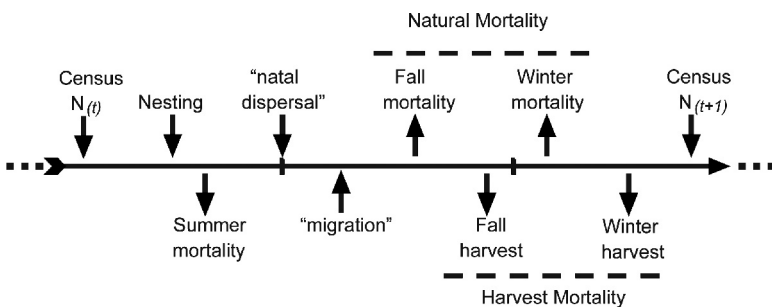 Natural Mortality
Census
N(t)
Nesting
“natal
dispersal”
Fall
mortality
Winter
mortality
Census
N(t+1)
Summer
mortality
“migration”
Fall
harvest
Winter
harvest
Harvest Mortality